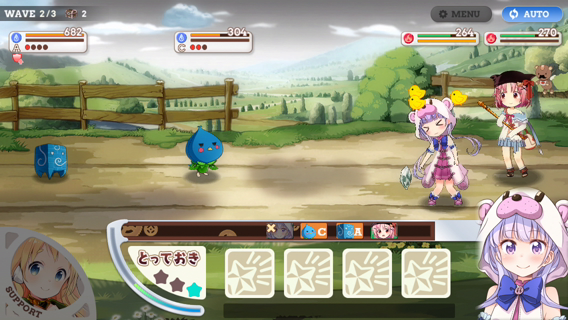 WAVE 2/3 2
MENU
AUTO
682
304
264
270
A
C
C A
とっておき
SUPPORT